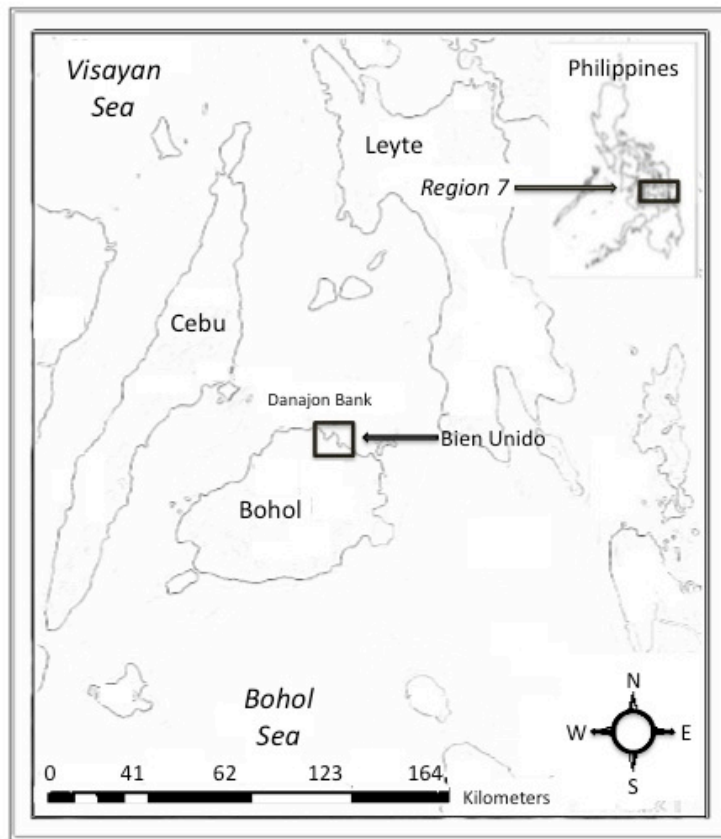 Visayan
Sea
Philippines
Leyte
Region 7
Cebu
Danajon Bank
Bien Unido
Bohol
Bohol
Sea
N
W E
S
0 41 62 123 164
Kilometers